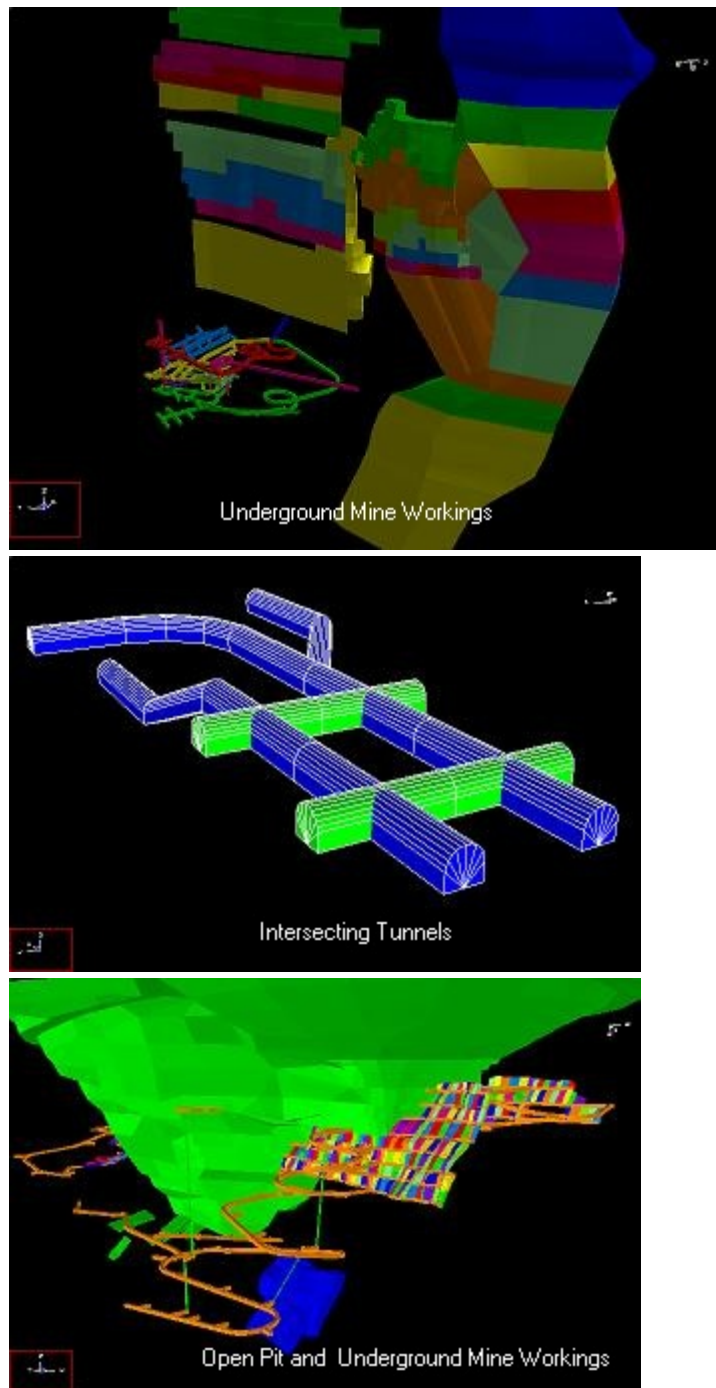 Underground Mine Workings
Intersecting Tunnels
Open Pit and Underground Mine Workings